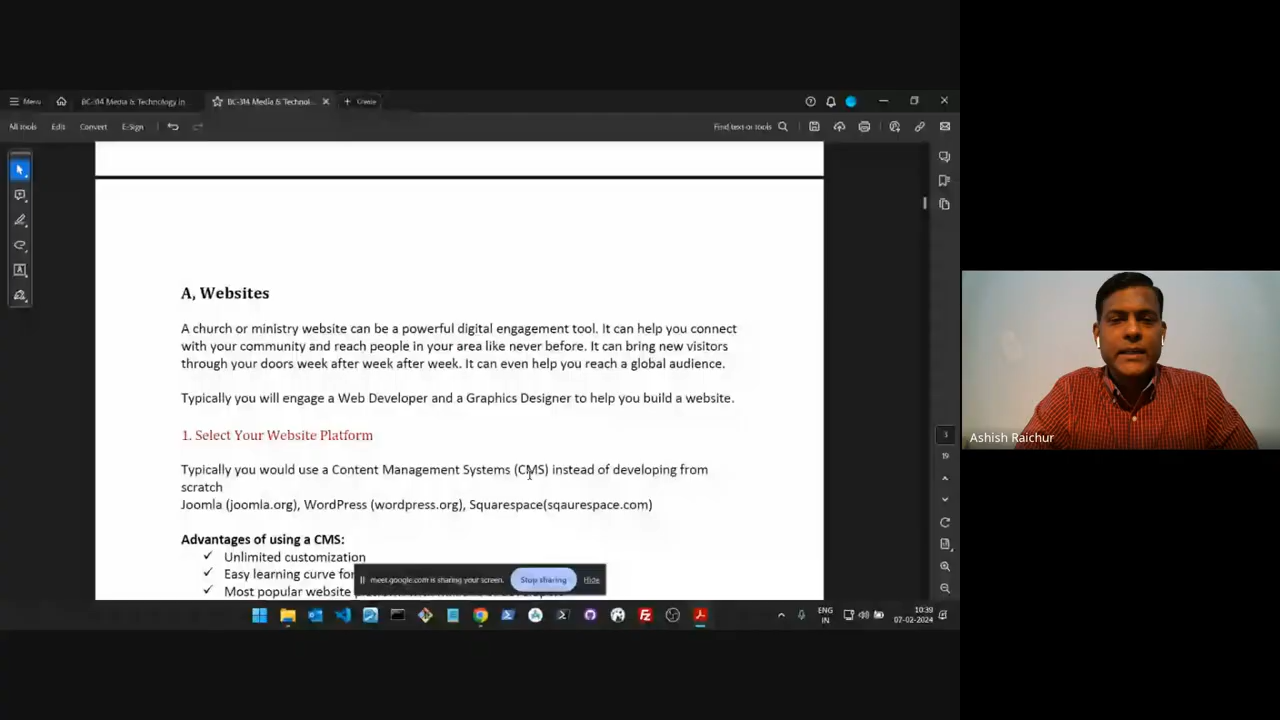 Menu
BC-314 Media & Technology in
BC-314 Media & Technol...
Create
All tools
Edit
Convert
E-Sign
Find text or tools
A, Websites
A church or ministry website can be a powerful digital engagement tool. It can help you connect
with your community and reach people in your area like never before. It can bring new visitors
through your doors week after week after week. It can even help you reach a global audience.
Typically you will engage a Web Developer and a Graphics Designer to help you build a website.
1. Select Your Website Platform
Typically you would use a Content Management Systems (CMS) instead of developing from
scratch
Joomla (joomla.org), WordPress (wordpress.org), Squarespace(sqaurespace.com)
Advantages of using a CMS:
✓ Unlimited customization
✓ Easy learning curve for
✓ Most popular website
meet.google.com is sharing your screen.
Stop sharing
Hide
3
19
ENG
IN
10:39
07-02-2024
Ashish Raichur